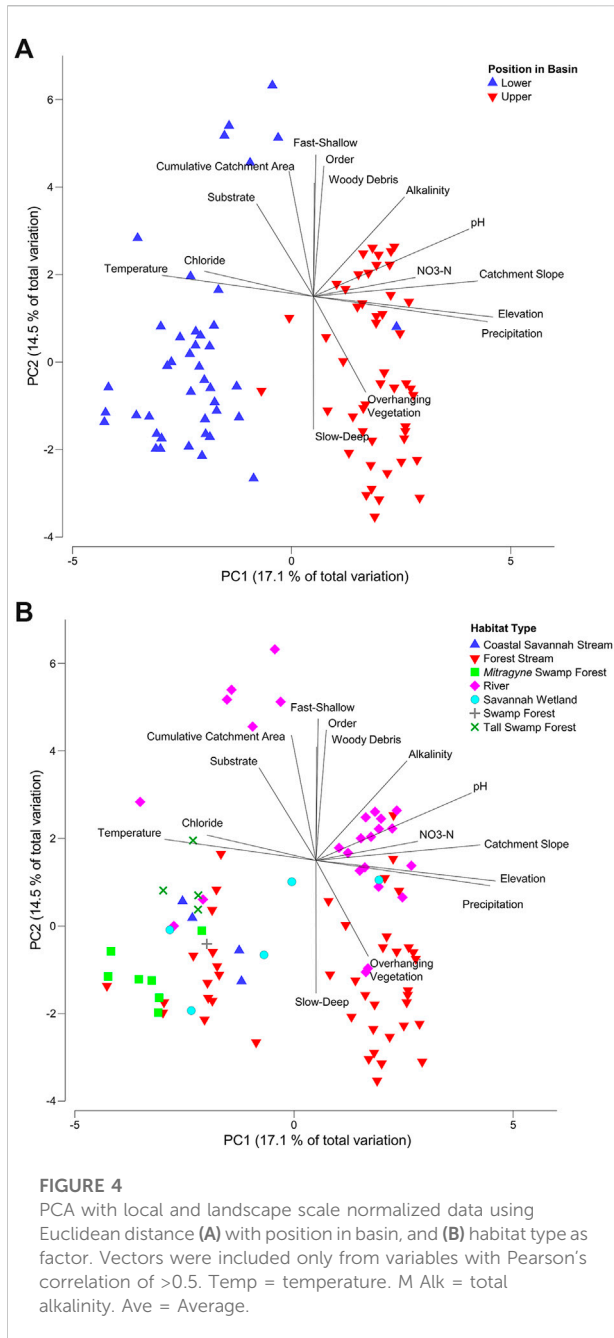 A
Position in Basin
Lower
Upper
6
4
2
0
-2
-4
PC2 (14.5 % of total variation)
Fast-Shallow
Order
Cumulative Catchment Area
Woody Debris
Substrate
Alkalinity
pH
Chloride
Temperature
NO3-N
Catchment Slope
Elevation
Precipitation
Overhanging
Vegetation
Slow-Deep
-5
0
5
PC1 (17.1 % of total variation)
B
Habitat Type
Coastal Savannah Stream
Forest Stream
Mitragyne Swamp Forest
River
Savannah Wetland
Swamp Forest
Tall Swamp Forest
6
4
2
0
-2
-4
PC2 (14.5 % of total variation)
Fast-Shallow
Order
Cumulative Catchment Area
Woody Debris
Substrate
Alkalinity
pH
Chloride
Temperature
NO3-N
Catchment Slope
Elevation
Precipitation
Overhanging
Vegetation
Slow-Deep
-5
0
5
PC1 (17.1 % of total variation)
FIGURE 4
PCA with local and landscape scale normalized data using
Euclidean distance (A) with position in basin, and (B) habitat type as
factor. Vectors were included only from variables with Pearson's
correlation of >0.5. Temp = temperature. M Alk = total
alkalinity. Ave = Average.